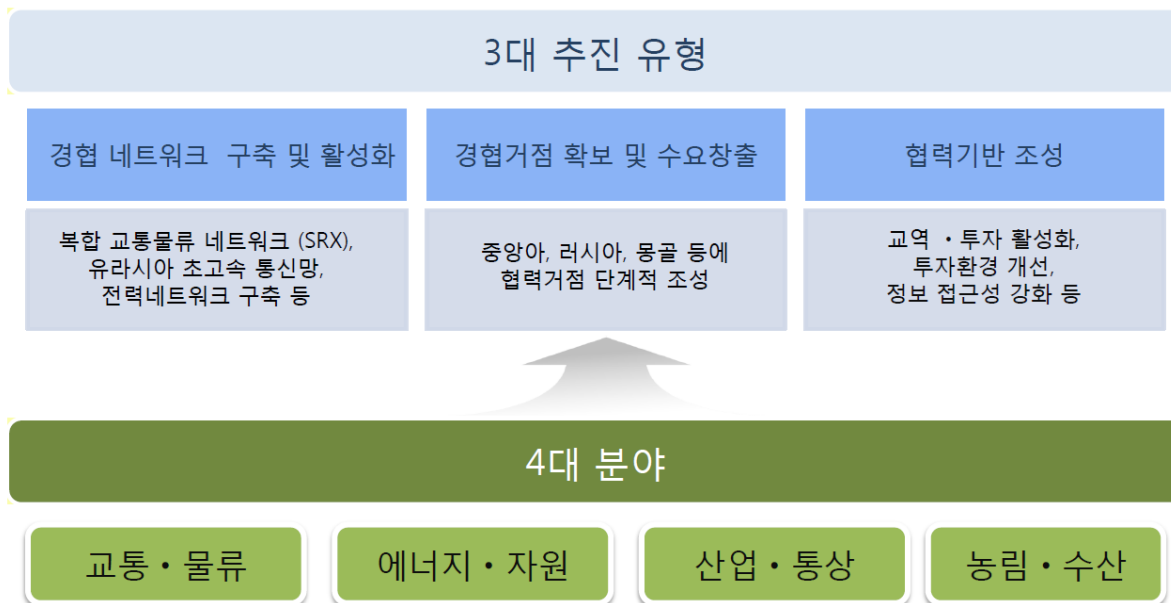 3대 추진 유형
경협 네트워크 구축 및 활성화
경협거점 확보 및 수요창출
협력기반 조성
복합 교통물류 네트워크 (SRX),
유라시아 초고속 통신망,
전력네트워크 구축 등
중앙아, 러시아, 몽골 등에
협력거점 단계적 조성
교역 ・투자 활성화,
투자환경 개선,
정보 접근성 강화 등
4대 분야
교통・물류
에너지・자원
산업・통상
농림・수산